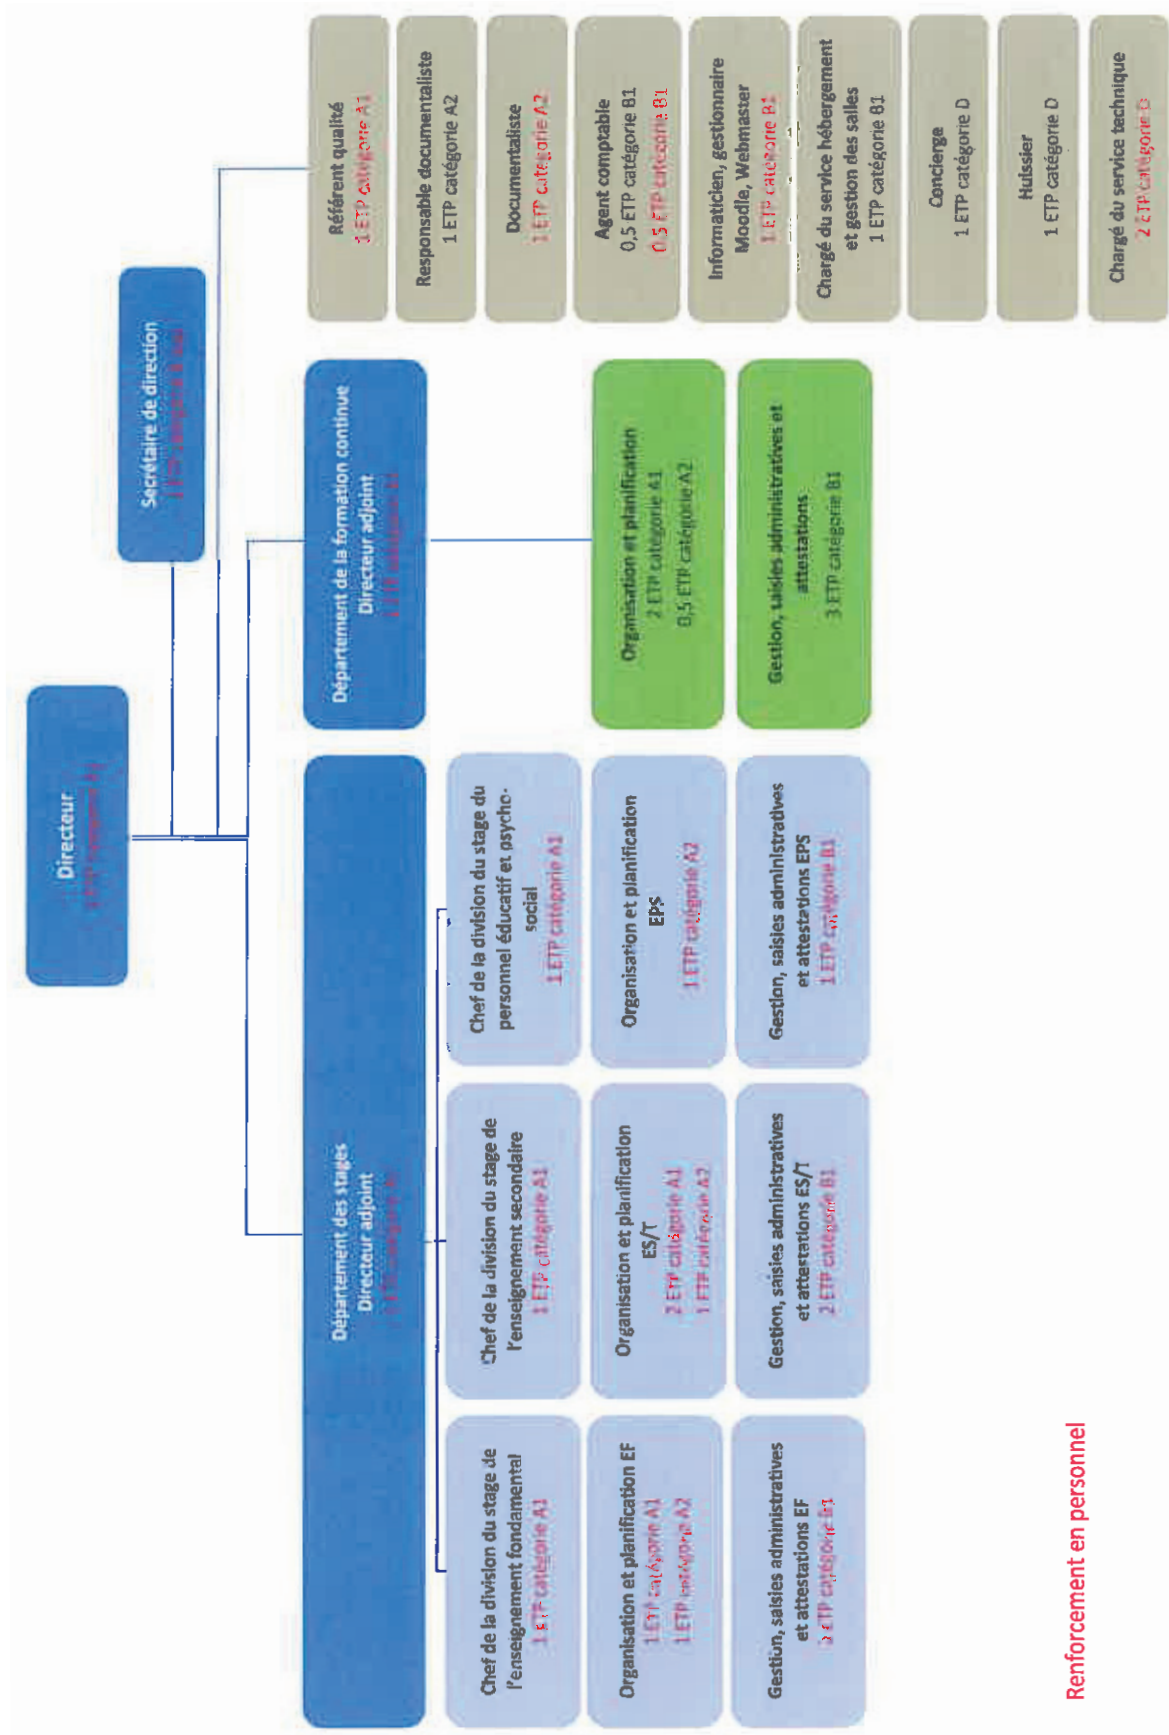 Directeur
Secrétaire de direction
Département des stages
Directeur adjoint
Département de la formation continue
Directeur adjoint
1 ETP catégorie A1
Chef de la division du stage de
l'enseignement fondamental
1 ETP catégorie A1
Chef de la division du stage de
l'enseignement secondaire
1 ETP catégorie A1
Chef de la division du stage du
personnel éducatif et psycho-
social
1 ETP catégorie A1
Organisation et planification EF
1 ETP catégorie A1
1 ETP catégorie A2
Organisation et planification
ES/T
2 ETP catégorie A1
1 ETP catégorie A2
Organisation et planification
EPS
1 ETP catégorie A2
Organisation et planification
2 ETP catégorie A1
0,5 ETP catégorie A2
Gestion, saisies administratives
et attestations EF
ETP catégorie B1
Gestion, saisies administratives
et attestations ES/T
2 ETP catégorie B1
Gestion, saisies administratives
et attestations EPS
1 ETP catégorie B1
Gestion, saisies administratives et
attestations
3 ETP catégorie B1
Référent qualité
1 ETP catégorie A1
Responsable documentaliste
1 ETP catégorie A2
Documentaliste
1 ETP catégorie A2
Agent comptable
0,5 ETP catégorie B1
0,5 ETP catégorie B1
Informaticien, gestionnaire
Moodle, Webmaster
1 ETP catégorie B1
Chargé du service hébergement
et gestion des salles
1 ETP catégorie B1
Concierge
1 ETP catégorie D
Huissier
1 ETP catégorie D
Chargé du service technique
2 ETP catégorie D
Renforcement en personnel